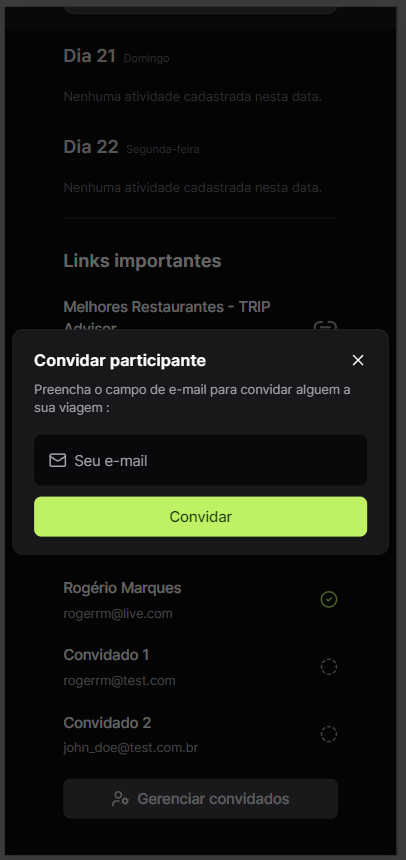 Dia 21 Domingo
Nenhuma atividade cadastrada nesta data.
Dia 22 Segunda-feira
Nenhuma atividade cadastrada nesta data.
Links importantes
Melhores Restaurantes - TRIP
Advisor
Convidar participante
Preencha o campo de e-mail para convidar alguem a
sua viagem :
Seu e-mail
Convidar
Rogério Marques
rogerrm@live.com
Convidado 1
rogerrm@test.com
Convidado 2
john_doe@test.com.br
Gerenciar convidados